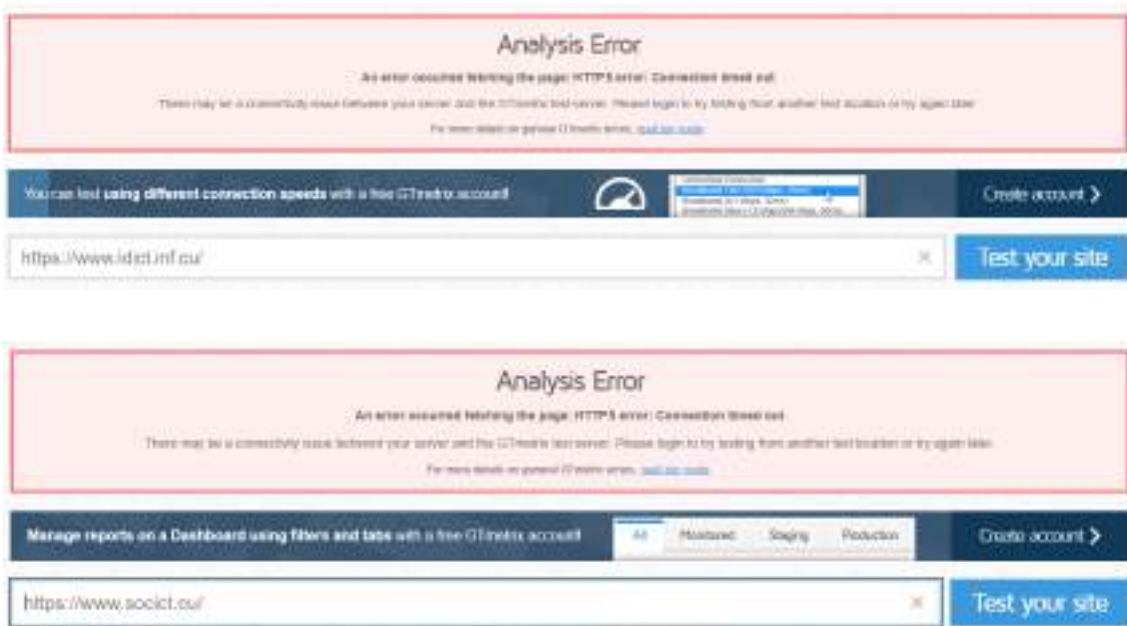 Analysis Error
An error occurred fetching the page: HTTPS error: Connection timed out
There may be a connectivity issue between your server and the GTmetrix test server. Please login to try testing from another test location or try again later.
For more details on general GTmetrix errors,
You can test using different connection speeds with a free GTmetrix account!
Create account >
https://www.idict.inf.cu/
Test your site
Analysis Error
An error occurred fetching the page: HTTPS error: Connection timed out
There may be a connectivity issue between your server and the GTmetrix test server. Please login to try testing from another test location or try again later.
For more details on general GTmetrix errors,
Manage reports on a Dashboard using filters and tabs with a free GTmetrix account!
All Monitored Staging Production
Create account >
https://www.socict.cu/
Test your site